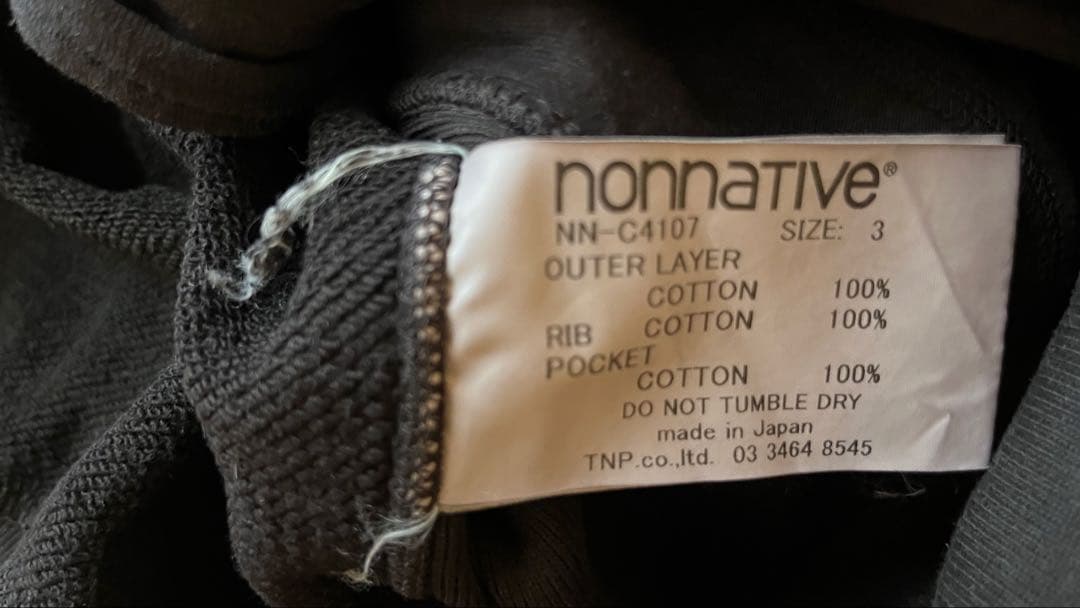 nonnaTIVe®
NN-C4107 SIZE: 3
OUTER LAYER
COTTON 100%
RIB COTTON 100%
POCKET
COTTON 100%
DO NOT TUMBLE DRY
made in Japan
TNP.co.,ltd. 03 3464 8545